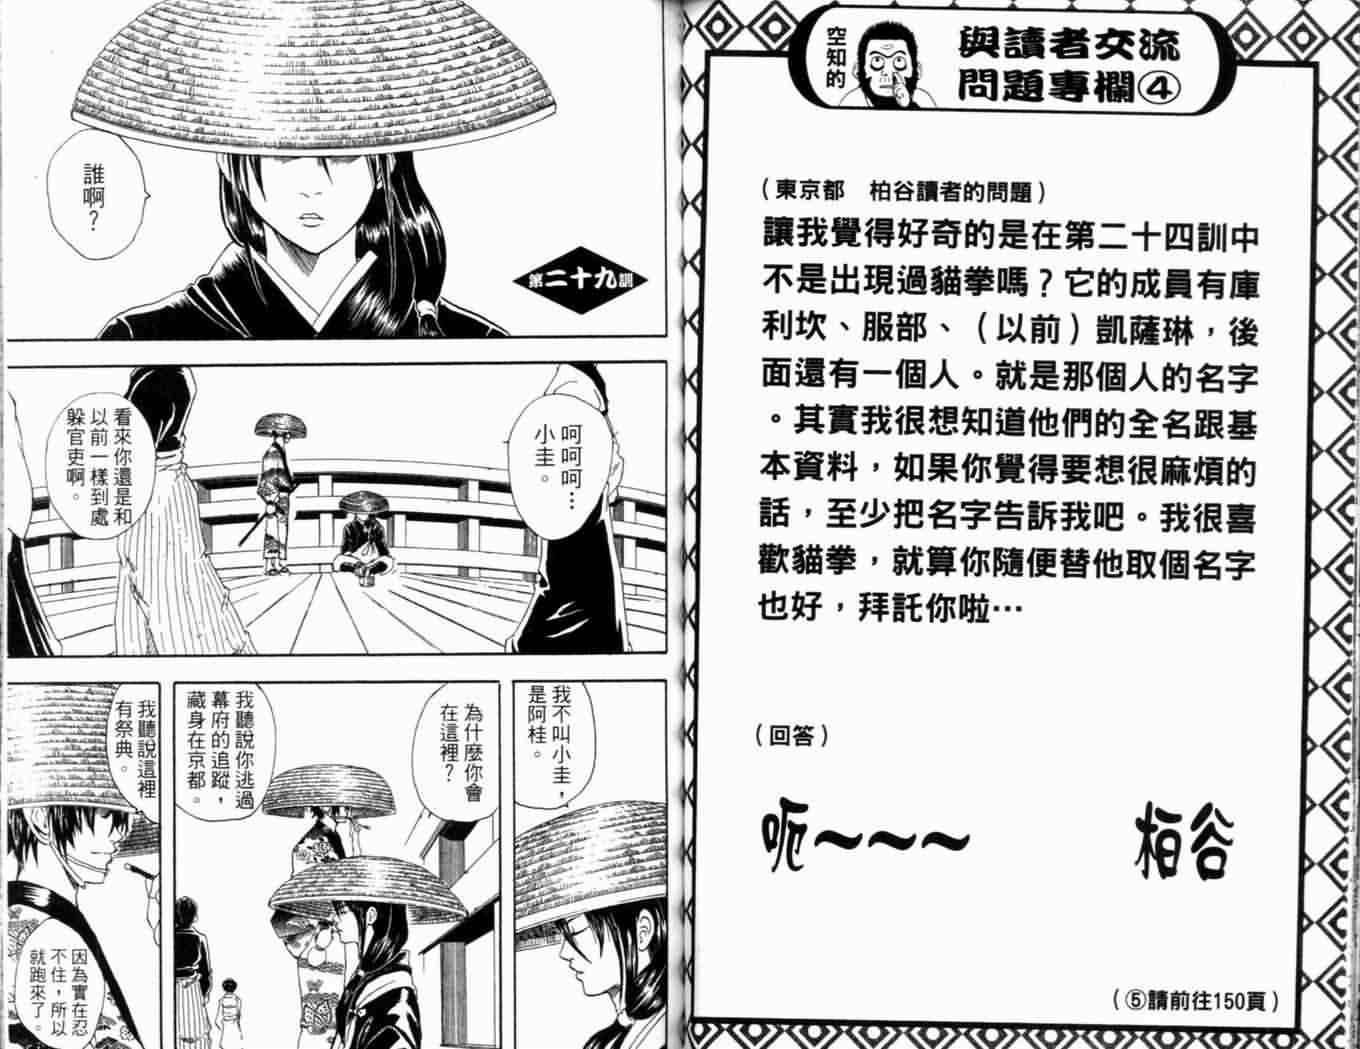 空知的
與讀者交流
問題專欄④
（東京都　柏谷讀者的問題）
讓我覺得好奇的是在第二十四訓中
不是出現過貓拳嗎？它的成員有庫
利坎、服部、（以前）凱薩琳，後
面還有一個人。就是那個人的名字
。其實我很想知道他們的全名跟基
本資料，如果你覺得要想很麻煩的
話，至少把名字告訴我吧。我很喜
歡貓拳，就算你隨便替他取個名字
也好，拜託你啦…
（回答）
呃～～～　柏谷
（⑤請前往150頁）
第二十九訓
誰啊？
呵呵呵…
小圭。
看來你還是和
以前一樣到處
躲官吏啊。
我不叫小圭，
是阿桂。
為什麼你會
在這裡？
我聽說你逃過
幕府的追蹤，
藏身在京都。
我聽說這裡
有祭典。
因為實在忍
不住，所以
就跑來了。